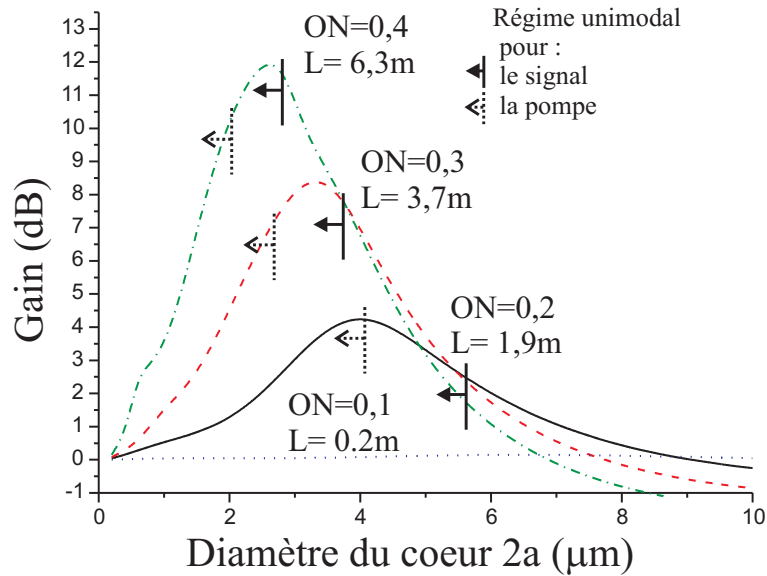 Gain (dB)
13
12
11
10
9
8
7
6
5
4
3
2
1
0
-1
ON=0,4
L= 6,3m
Régime unimodal
pour :
le signal
la pompe
ON=0,3
L= 3,7m
ON=0,2
L= 1,9m
ON=0,1
L= 0.2m
0
2
4
6
8
10
Diamètre du coeur 2a (µm)